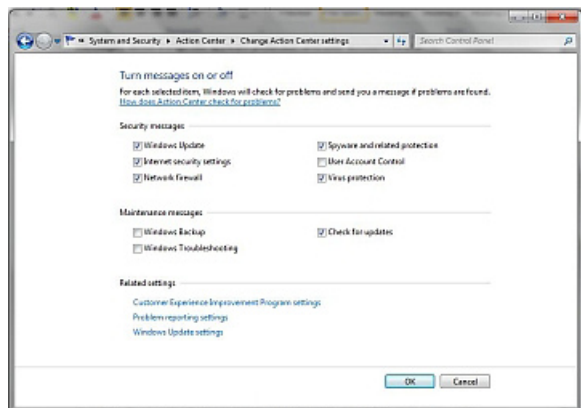 System and Security ▸ Action Center ▸ Change Action Center settings
Search Control Panel
Turn messages on or off
For each selected item, Windows will check for problems and send you a message if problems are found.
How does Action Center check for problems?
Security messages
Windows Update
Spyware and related protection
Internet security settings
User Account Control
Network firewall
Virus protection
Maintenance messages
Windows Backup
Check for updates
Windows Troubleshooting
Related settings
Customer Experience Improvement Program settings
Problem reporting settings
Windows Update settings
OK
Cancel